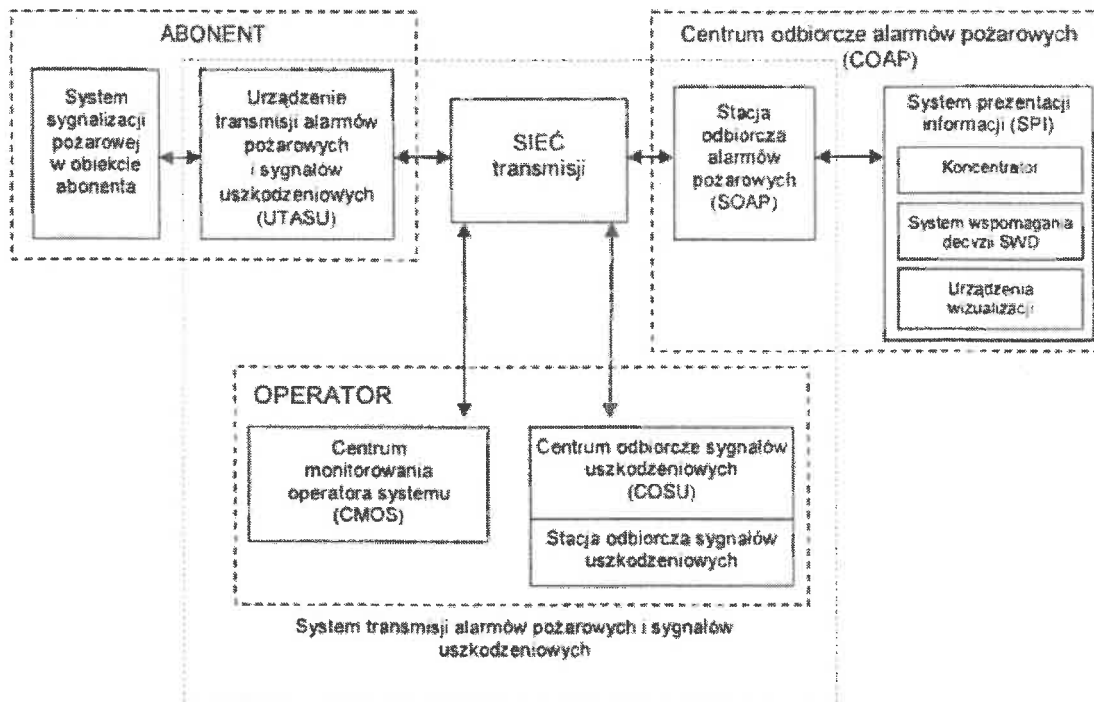 ABONENT
System
sygnalizacji
pożarowej
w obiekcie
abonenta
Urządzenie
transmisji alarmów
pożarowych
i sygnałów
uszkodzeniowych
(UTASU)
SIEĆ
transmisji
Centrum odbiorcze alarmów pożarowych
(COAP)
Stacja
odbiorcza
alarmów
pożarowych
(SOAP)
System prezentacji
informacji (SPI)
Koncentrator
System wspomagania
decyzji SWD
Urządzenia
wizualizacji
OPERATOR
Centrum
monitorowania
operatora systemu
(CMOS)
Centrum odbiorcze sygnałów
uszkodzeniowych
(COSU)
Stacja odbiorcza sygnałów
uszkodzeniowych
System transmisji alarmów pożarowych i sygnałów
uszkodzeniowych